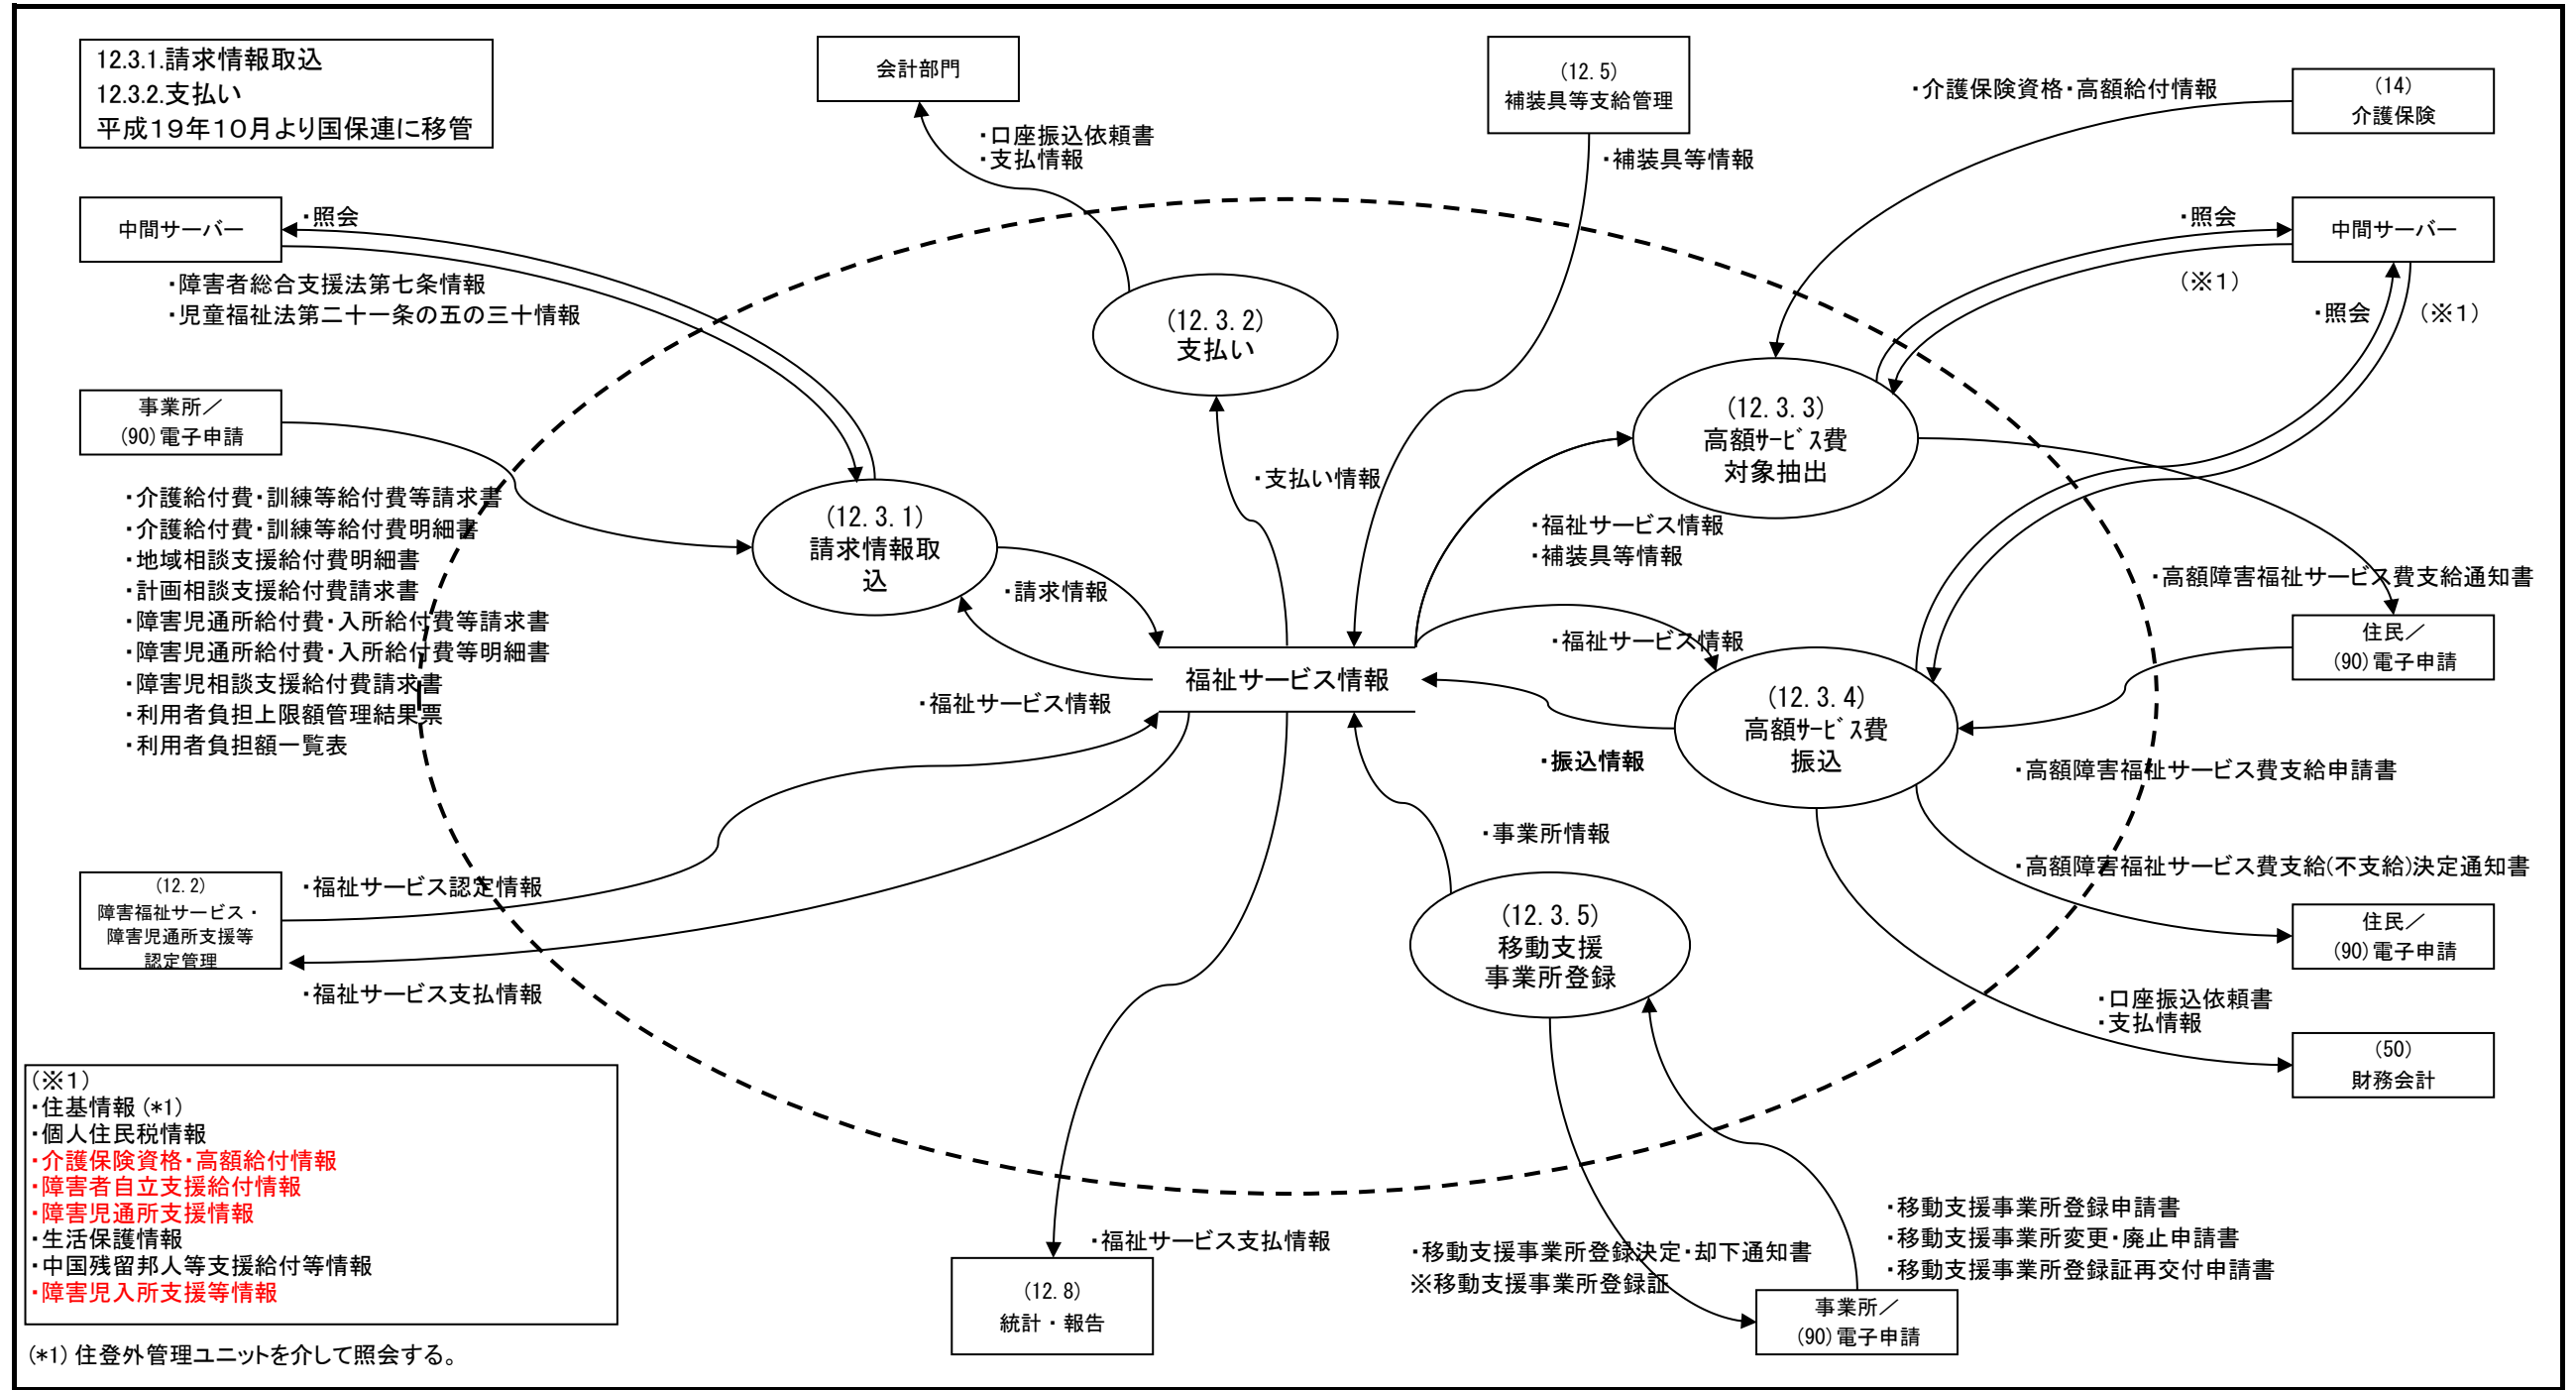 12.3.1.請求情報取込
12.3.2.支払い
平成19年10月より国保連に移管
会計部門
・口座振込依頼書
・支払情報
(12.5)
補装具等支給管理
・補装具等情報
・介護保険資格・高額給付情報
(14)
介護保険
中間サーバー
・照会
・障害者総合支援法第七条情報
・児童福祉法第二十一条の五の三十情報
・照会
(※1)
中間サーバー
・照会
(※1)
(12.3.2)
支払い
事業所／
(90)電子申請
・介護給付費・訓練等給付費等請求書
・介護給付費・訓練等給付費明細書
・地域相談支援給付費明細書
・計画相談支援給付費請求書
・障害児通所給付費・入所給付費等請求書
・障害児通所給付費・入所給付費等明細書
・障害児相談支援給付費請求書
・利用者負担上限額管理結果票
・利用者負担額一覧表
(12.3.1)
請求情報取
込
・請求情報
・支払い情報
(12.3.3)
高額ｻｰﾋﾞｽ費
対象抽出
・福祉サービス情報
・補装具等情報
・高額障害福祉サービス費支給通知書
住民／
(90)電子申請
・福祉サービス情報
福祉サービス情報
・福祉サービス情報
(12.3.4)
高額ｻｰﾋﾞｽ費
振込
・振込情報
・高額障害福祉サービス費支給申請書
・事業所情報
・高額障害福祉サービス費支給(不支給)決定通知書
住民／
(90)電子申請
(12.2)
障害福祉サービス・
障害児通所支援等
認定管理
・福祉サービス認定情報
・福祉サービス支払情報
(12.3.5)
移動支援
事業所登録
・口座振込依頼書
・支払情報
(50)
財務会計
(※1)
・住基情報(*1)
・個人住民税情報
・介護保険資格・高額給付情報
・障害者自立支援給付情報
・障害児通所支援情報
・生活保護情報
・中国残留邦人等支援給付等情報
・障害児入所支援等情報
(*1)住登外管理ユニットを介して照会する。
・福祉サービス支払情報
(12.8)
統計・報告
・移動支援事業所登録決定・却下通知書
※移動支援事業所登録証
・移動支援事業所登録申請書
・移動支援事業所変更・廃止申請書
・移動支援事業所登録証再交付申請書
事業所／
(90)電子申請